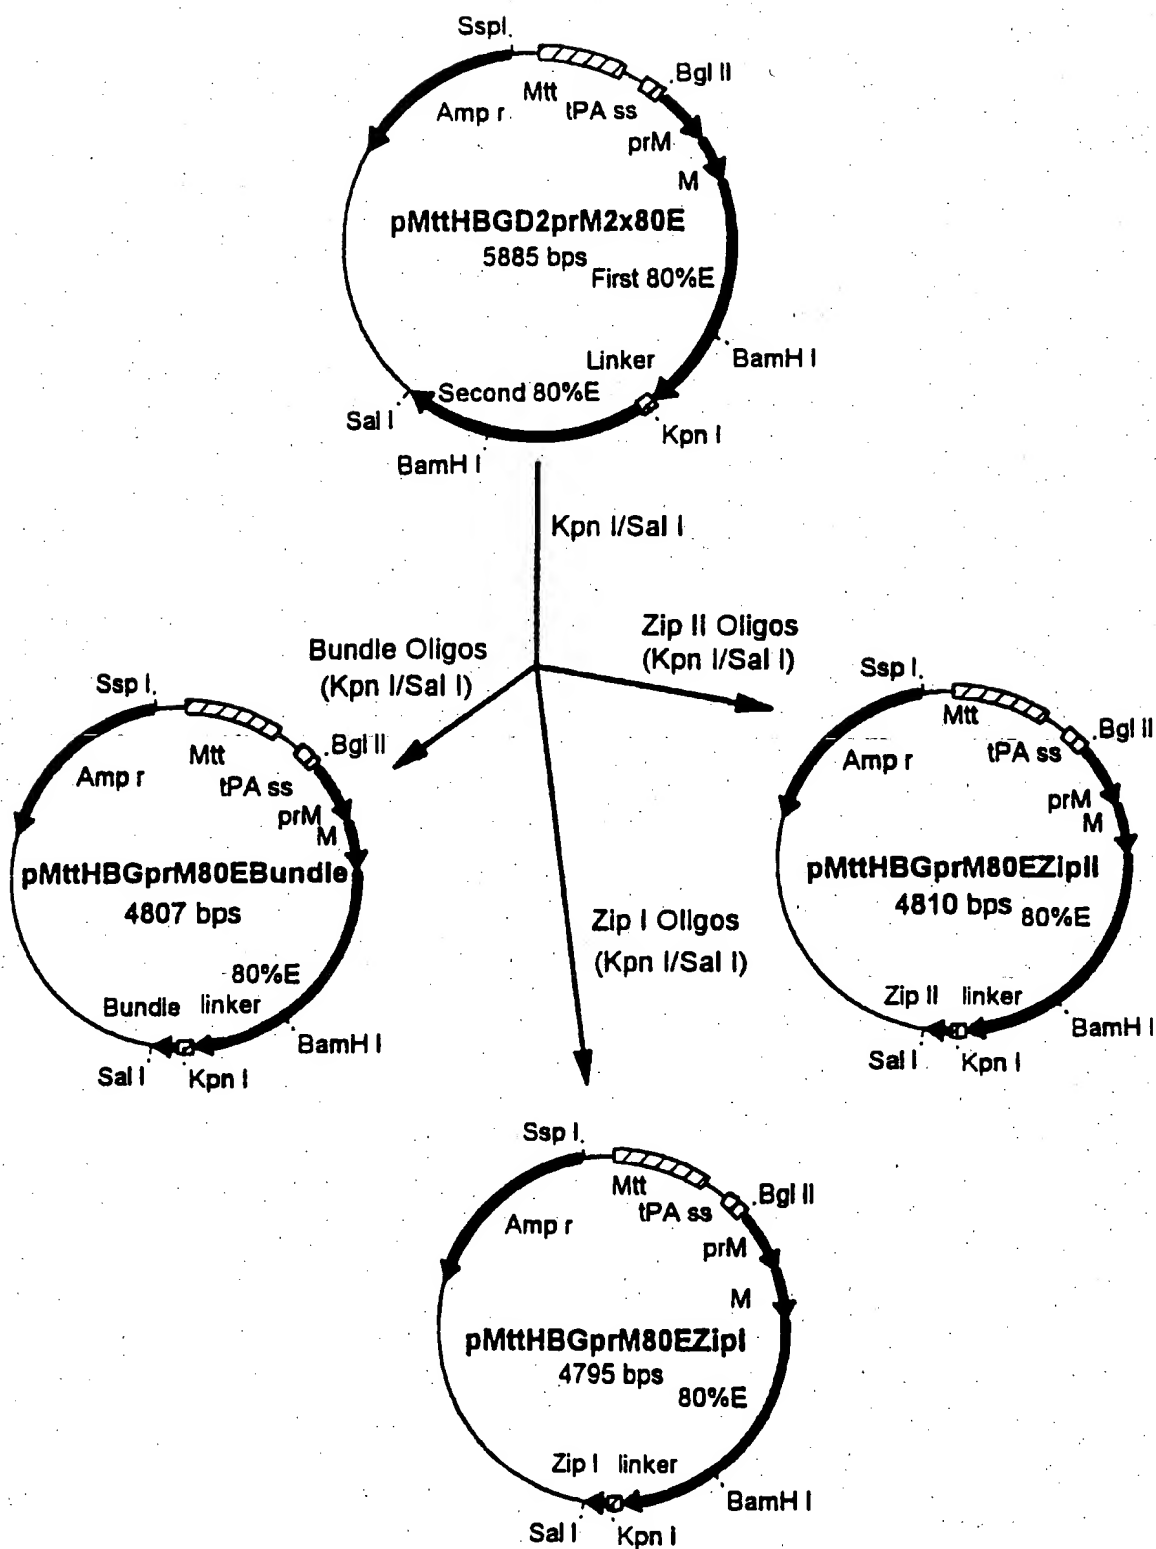 SspI
Bgl II
Mtt
tPA ss
Amp r
prM
M
pMttHBGD2prM2x80E
5885 bps
First 80%E
Linker
BamH I
Second 80%E
Sal I
Kpn I
BamH I
Kpn I/Sal I
Bundle Oligos
(Kpn I/Sal I)
Zip II Oligos
(Kpn I/Sal I)
Zip I Oligos
(Kpn I/Sal I)
Ssp I
Bgl II
Mtt
Amp r
tPA ss
prM
M
pMttHBGprM80EBundle
4807 bps
80%E
Bundle linker
BamH I
Sal I
Kpn I
Ssp I
Mtt
Bgl II
tPA ss
Amp r
prM
M
pMttHBGprM80EZipII
4810 bps
80%E
Zip II linker
BamH I
Sal I
Kpn I
Ssp I
Mtt
Bgl II
tPA ss
Amp r
prM
M
pMttHBGprM80EZipI
4795 bps
80%E
Zip I linker
BamH I
Sal I
Kpn I